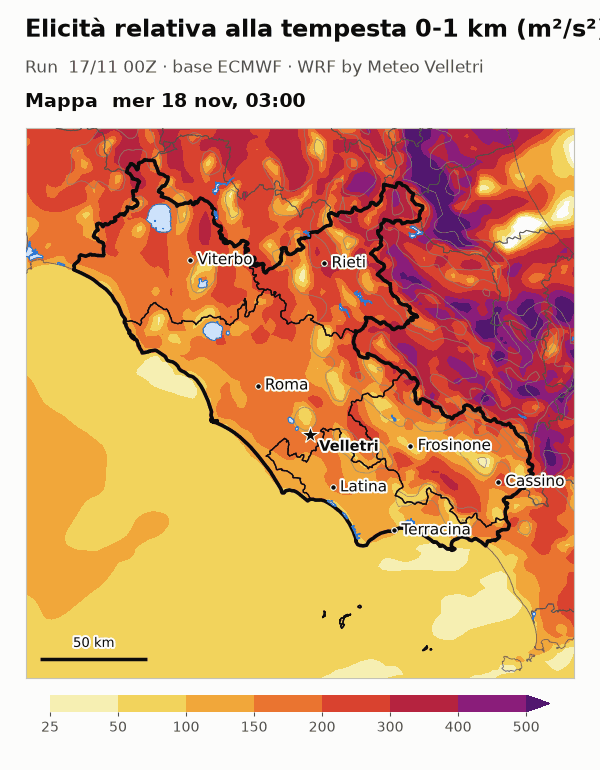 Elicità relativa alla tempesta 0-1 km (m²/s²)
Run 17/11 00Z · base ECMWF · WRF by Meteo Velletri
Mappa mer 18 nov, 03:00
Viterbo
Rieti
Roma
Velletri
Frosinone
Cassino
Latina
Terracina
50 km
25 50 100 150 200 300 400 500